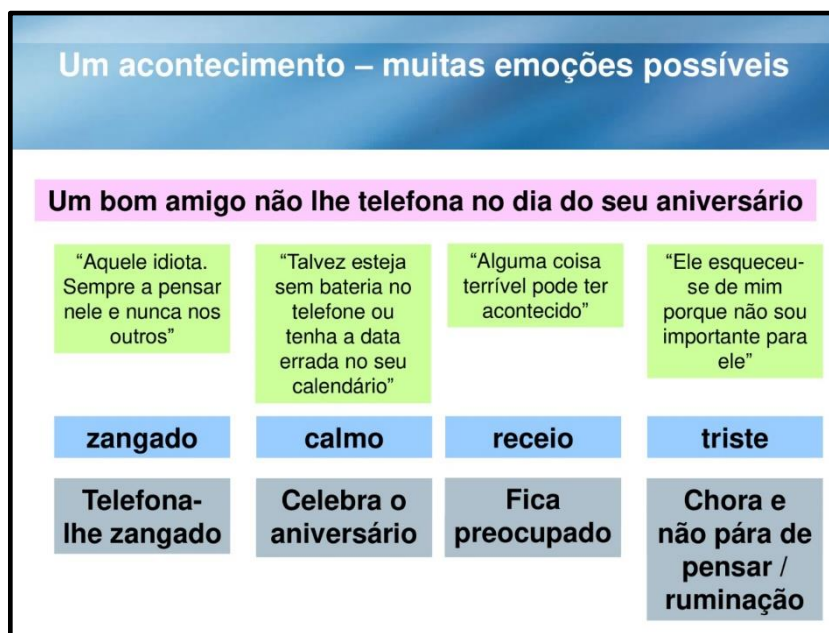 Um acontecimento – muitas emoções possíveis
Um bom amigo não lhe telefona no dia do seu aniversário
“Aquele idiota.
Sempre a pensar
nele e nunca nos
outros”
“Talvez esteja
sem bateria no
telefone ou
tenha a data
errada no seu
calendário”
“Alguma coisa
terrível pode ter
acontecido”
“Ele esqueceu-
se de mim
porque não sou
importante para
ele”
zangado
calmo
receio
triste
Telefona-
lhe zangado
Celebra o
aniversário
Fica
preocupado
Chora e
não pára de
pensar /
ruminação